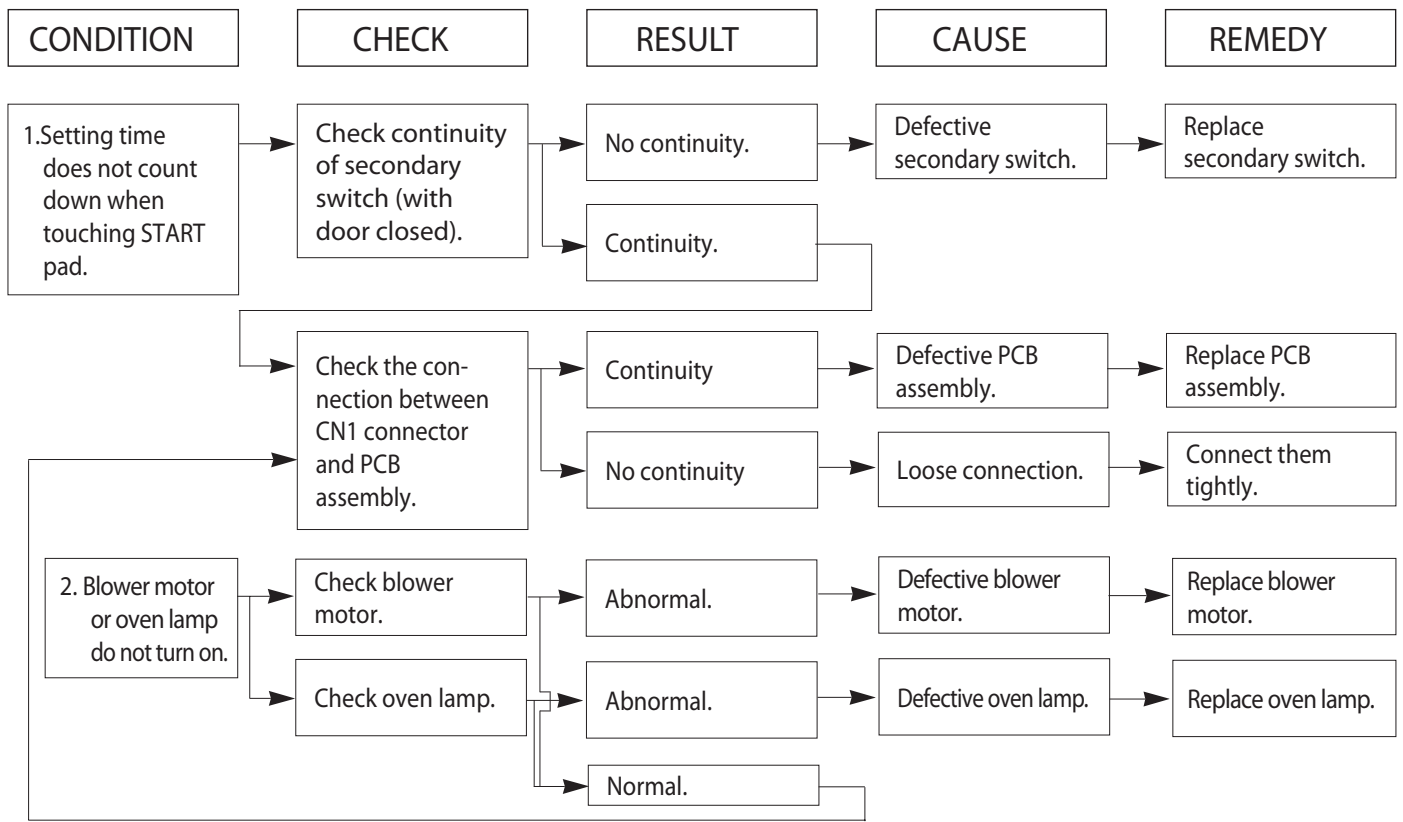 CONDITION
CHECK
RESULT
CAUSE
REMEDY
1.Setting time
does not count
down when
touching START
pad.
Check continuity
of secondary
switch (with
door closed).
No continuity.
Defective
secondary switch.
Replace
secondary switch.
Continuity.
Check the con-
nection between
CN1 connector
and PCB
assembly.
Continuity
Defective PCB
assembly.
Replace PCB
assembly.
No continuity
Loose connection.
Connect them
tightly.
2. Blower motor
or oven lamp
do not turn on.
Check blower
motor.
Abnormal.
Defective blower
motor.
Replace blower
motor.
Check oven lamp.
Abnormal.
Defective oven lamp.
Replace oven lamp.
Normal.